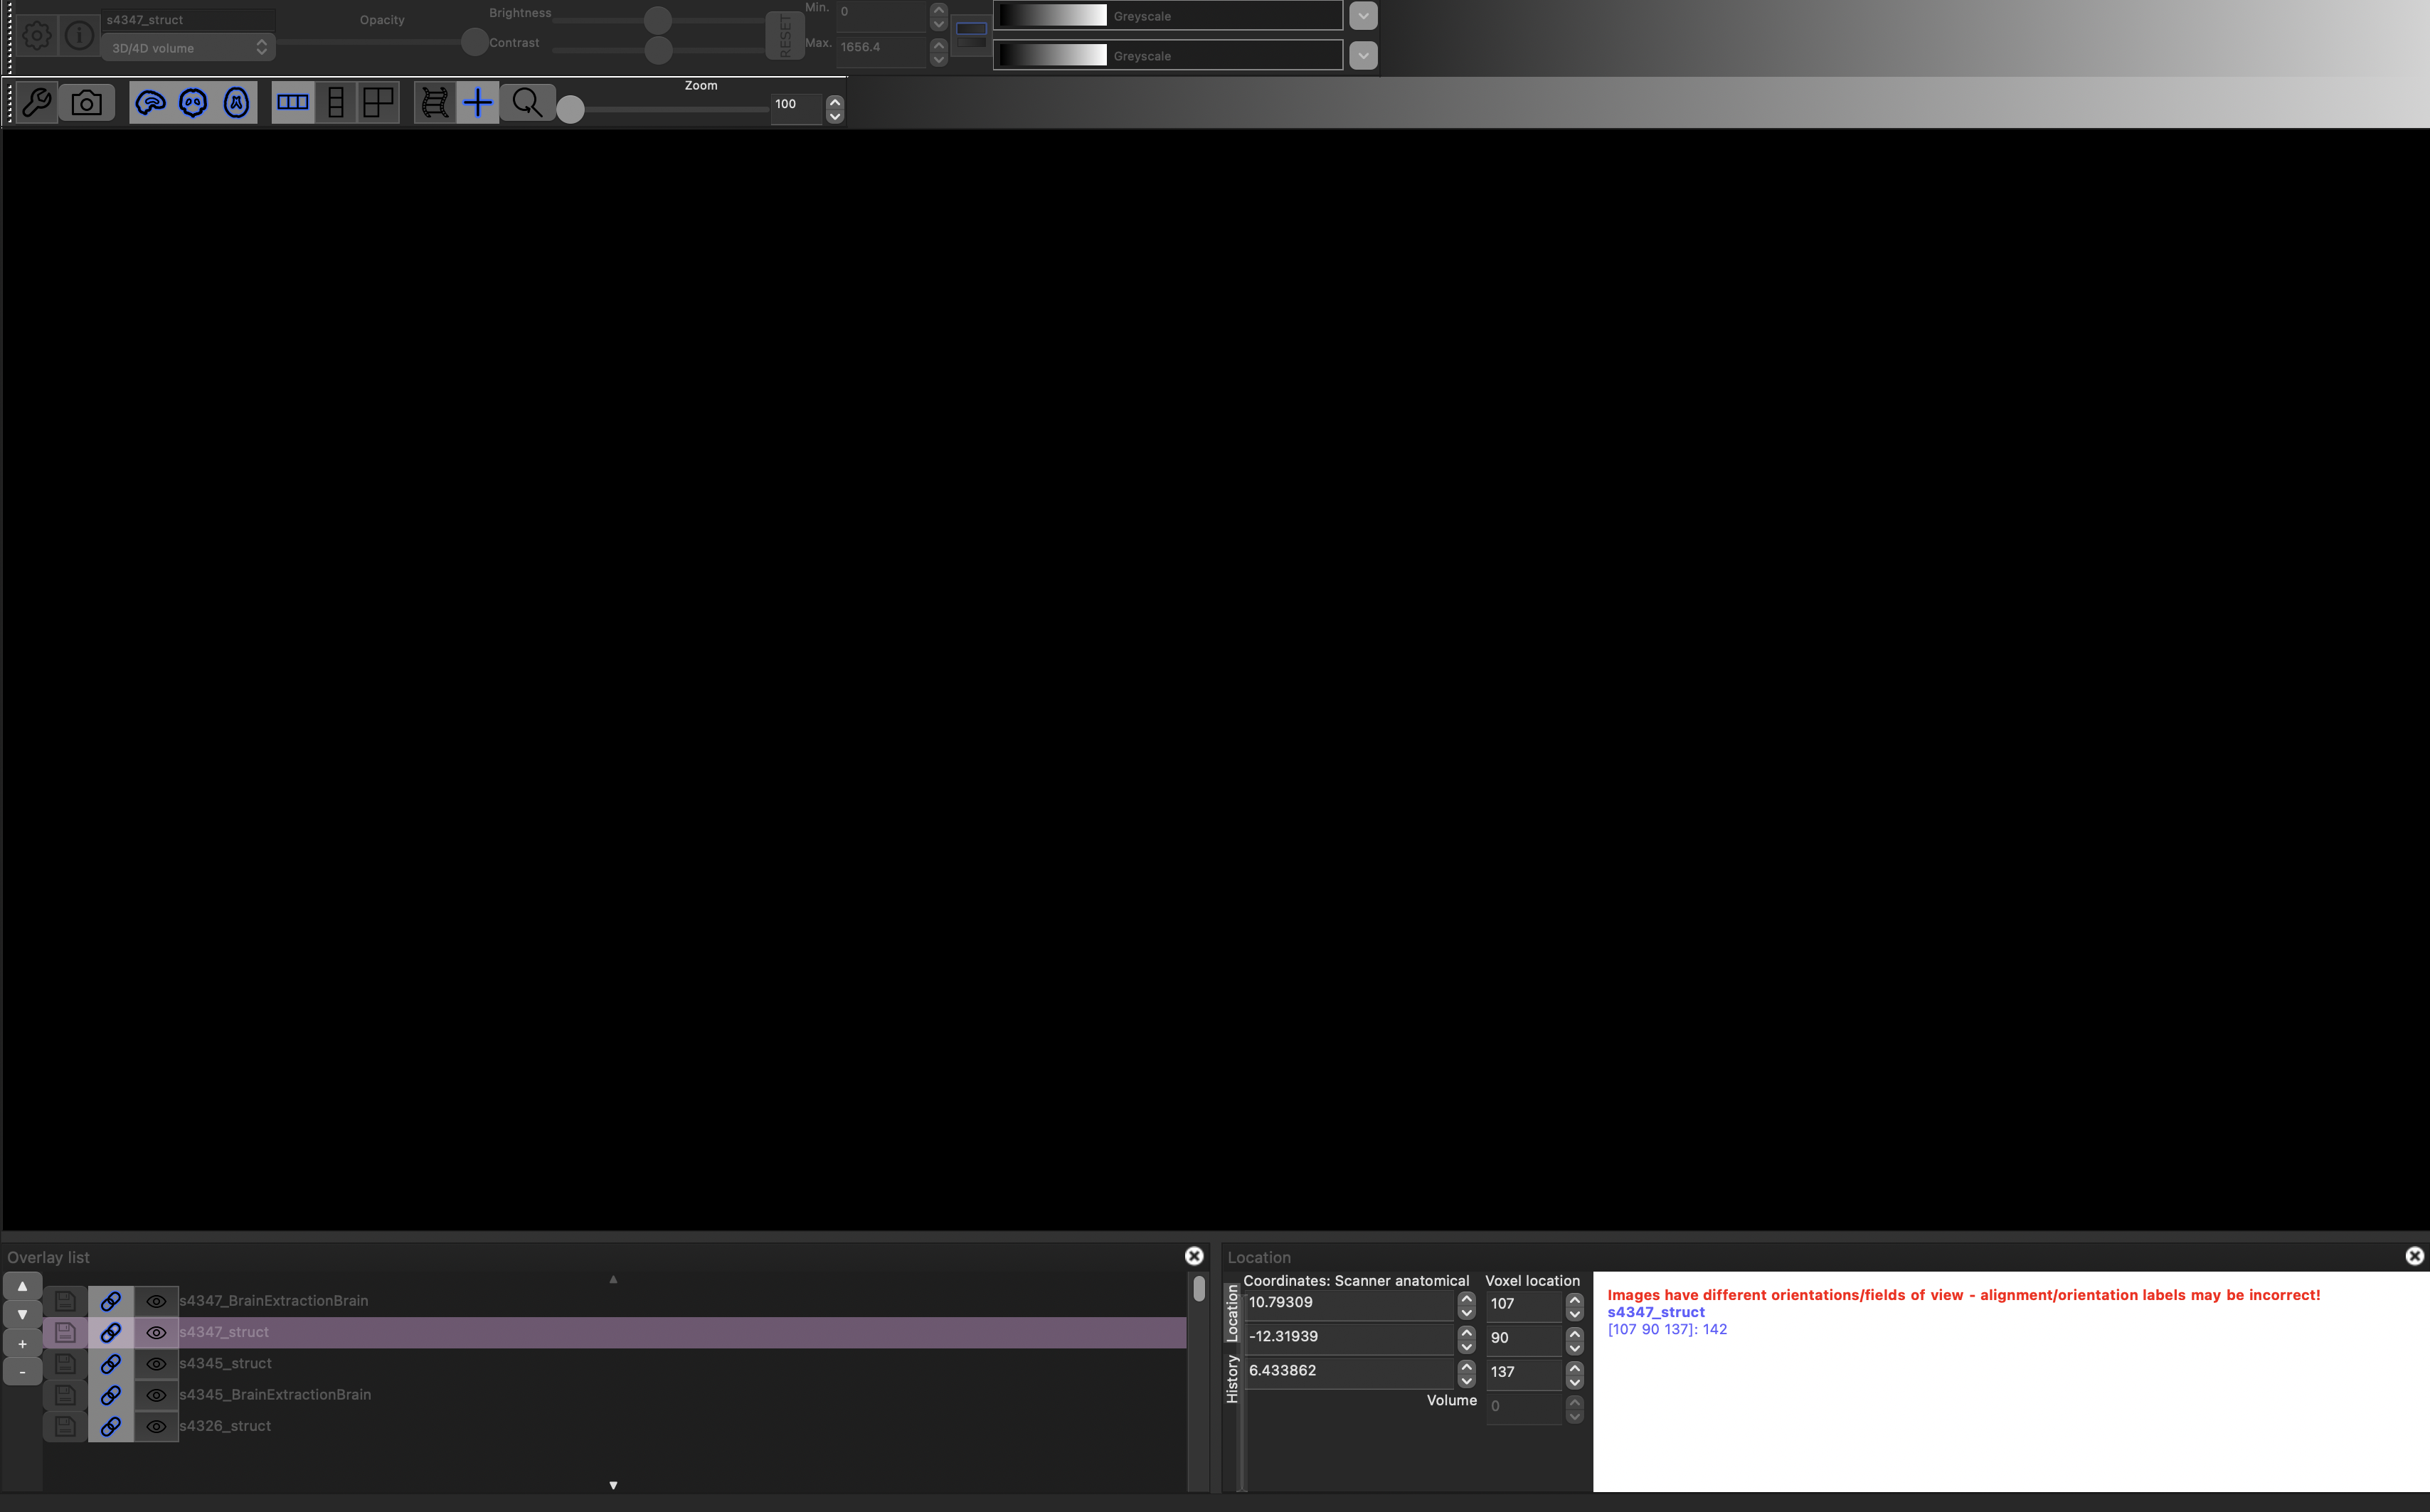 s4347_struct
3D/4D volume
Opacity
Brightness
Contrast
RESET
Min. 0
Max. 1656.4
Greyscale
Greyscale
Zoom
100
Overlay list
s4347_BrainExtractionBrain
s4347_struct
s4345_struct
s4345_BrainExtractionBrain
s4326_struct
+
-
Location
Location
History
Coordinates: Scanner anatomical Voxel location
10.79309 107
-12.31939 90
6.433862 137
Volume 0
Images have different orientations/fields of view - alignment/orientation labels may be incorrect!
s4347_struct
[107 90 137]: 142